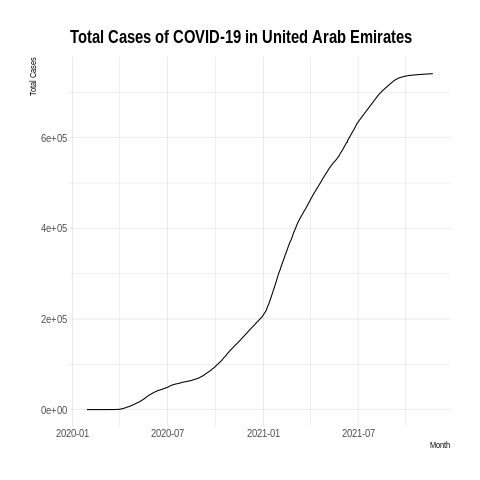 Total Cases of COVID-19 in United Arab Emirates
Total Cases
6e+05
4e+05
2e+05
0e+00
2020-01 2020-07 2021-01 2021-07
Month